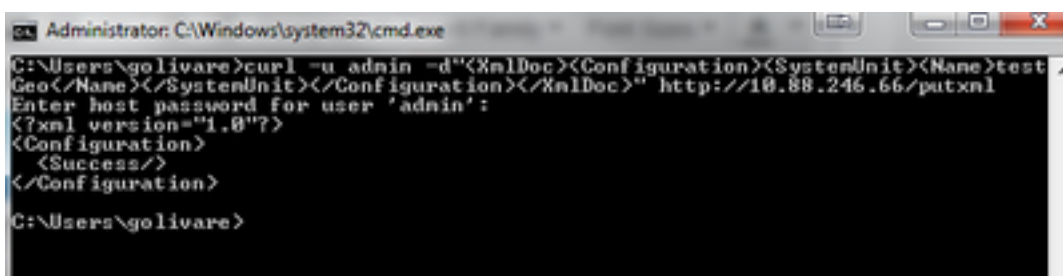 Administrator: C:\Windows\system32\cmd.exe
C:\Users\golivare>curl -u admin -d"<XmlDoc><Configuration><SystemUnit><Name>test
Geo</Name></SystemUnit></Configuration></XmlDoc>" http://10.88.246.66/putxml
Enter host password for user 'admin':
<?xml version="1.0"?>
<Configuration>
  <Success/>
</Configuration>
C:\Users\golivare>